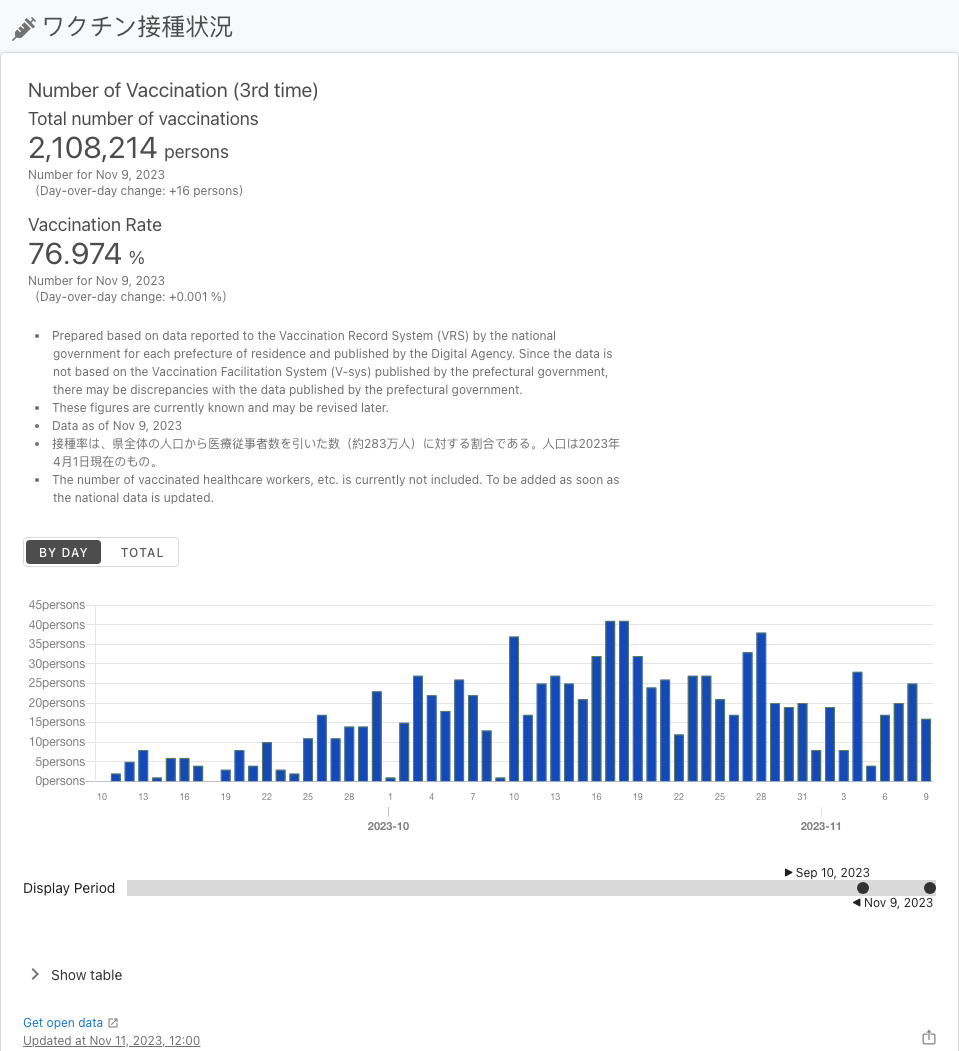 ワクチン接種状況
Number of Vaccination (3rd time)
Total number of vaccinations
2,108,214 persons
Number for Nov 9, 2023
(Day-over-day change: +16 persons)
Vaccination Rate
76.974 %
Number for Nov 9, 2023
(Day-over-day change: +0.001 %)
• Prepared based on data reported to the Vaccination Record System (VRS) by the national
government for each prefecture of residence and published by the Digital Agency. Since the data is
not based on the Vaccination Facilitation System (V-sys) published by the prefectural government,
there may be discrepancies with the data published by the prefectural government.
• These figures are currently known and may be revised later.
• Data as of Nov 9, 2023
• 接種率は、県全体の人口から医療従事者数を引いた数（約283万人）に対する割合である。人口は2023年
4月1日現在のもの。
• The number of vaccinated healthcare workers, etc. is currently not included. To be added as soon as
the national data is updated.
BY DAY TOTAL
45persons
40persons
35persons
30persons
25persons
20persons
15persons
10persons
5persons
0persons
10 13 16 19 22 25 28 1 4 7 10 13 16 19 22 25 28 31 3 6 9
2023-10 2023-11
▶ Sep 10, 2023
Display Period
◀ Nov 9, 2023
Show table
Get open data
Updated at Nov 11, 2023, 12:00